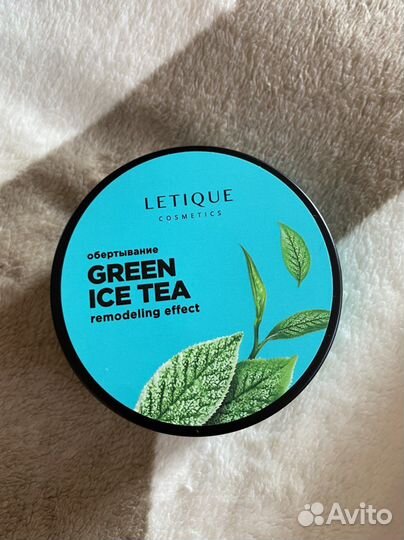 LETIQUE
COSMETICS
обертывание
GREEN
ICE TEA
remodeling effect
Avito